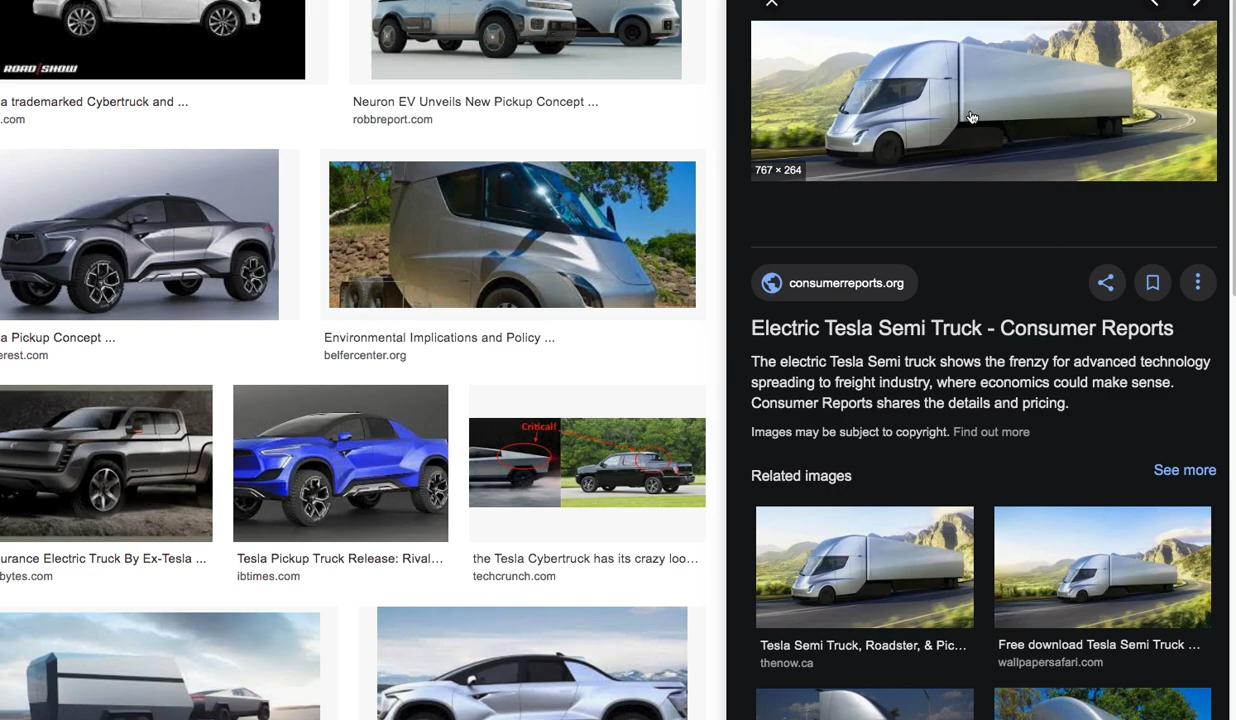 ROAD/SHOW
a trademarked Cybertruck and ...
.com
Neuron EV Unveils New Pickup Concept ...
robbreport.com
a Pickup Concept ...
erest.com
Environmental Implications and Policy ...
belfercenter.org
Critical!
urance Electric Truck By Ex-Tesla ...
bytes.com
Tesla Pickup Truck Release: Rival...
ibtimes.com
the Tesla Cybertruck has its crazy loo...
techcrunch.com
767 × 264
consumerreports.org
Electric Tesla Semi Truck - Consumer Reports
The electric Tesla Semi truck shows the frenzy for advanced technology
spreading to freight industry, where economics could make sense.
Consumer Reports shares the details and pricing.
Images may be subject to copyright. Find out more
Related images
See more
Tesla Semi Truck, Roadster, & Pic...
thenow.ca
Free download Tesla Semi Truck ...
wallpapersafari.com